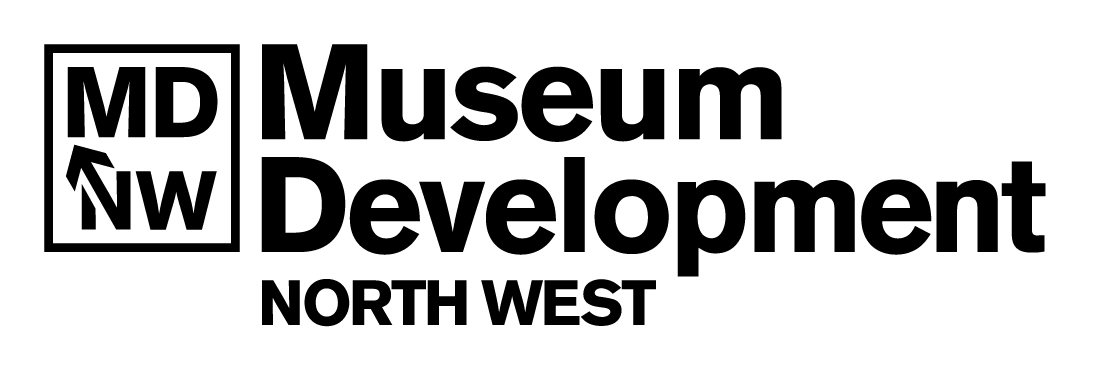 MD
NW
Museum
Development
NORTH WEST